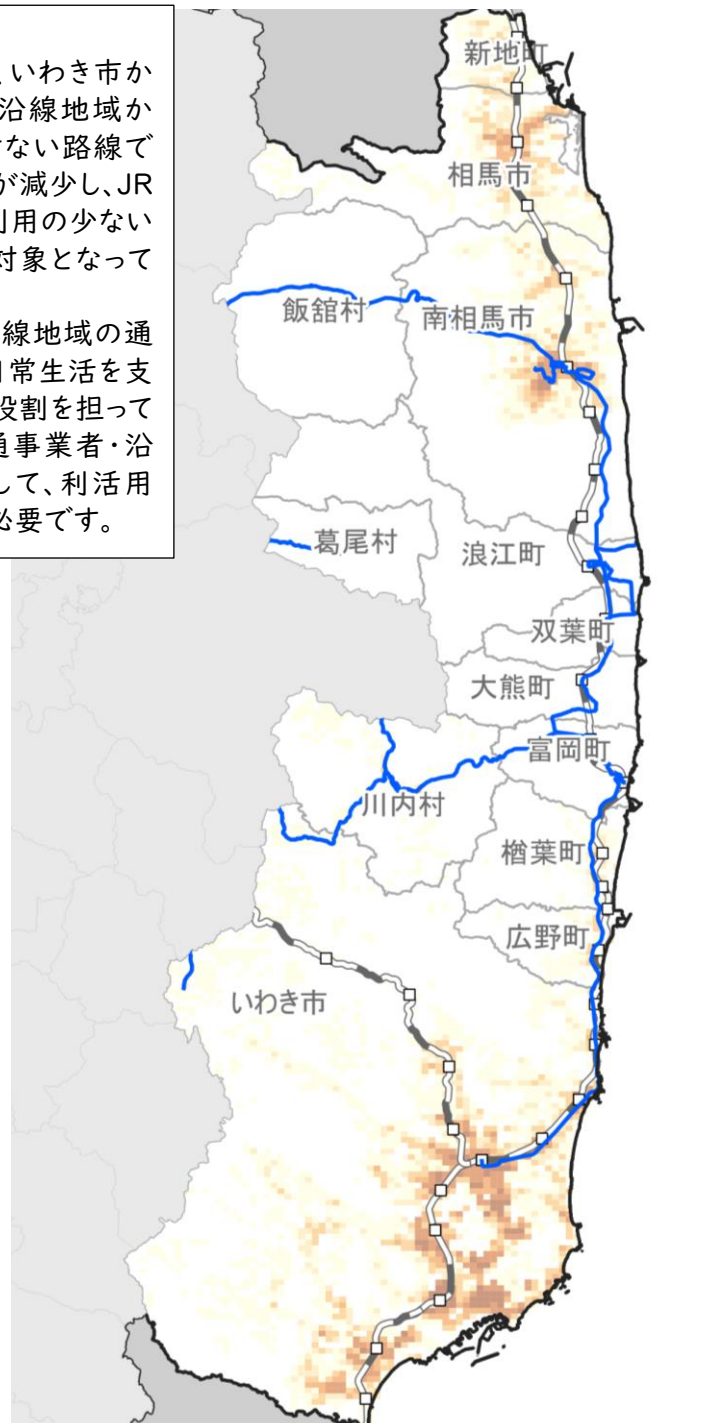 、いわき市か
沿線地域か
ない路線で
が減少し、JR
利用の少ない
対象となって
線地域の通
日常生活を支
役割を担って
通事業者・沿
して、利活用
必要です。
新地町
相馬市
飯舘村
南相馬市
葛尾村
浪江町
双葉町
大熊町
富岡町
川内村
楢葉町
広野町
いわき市